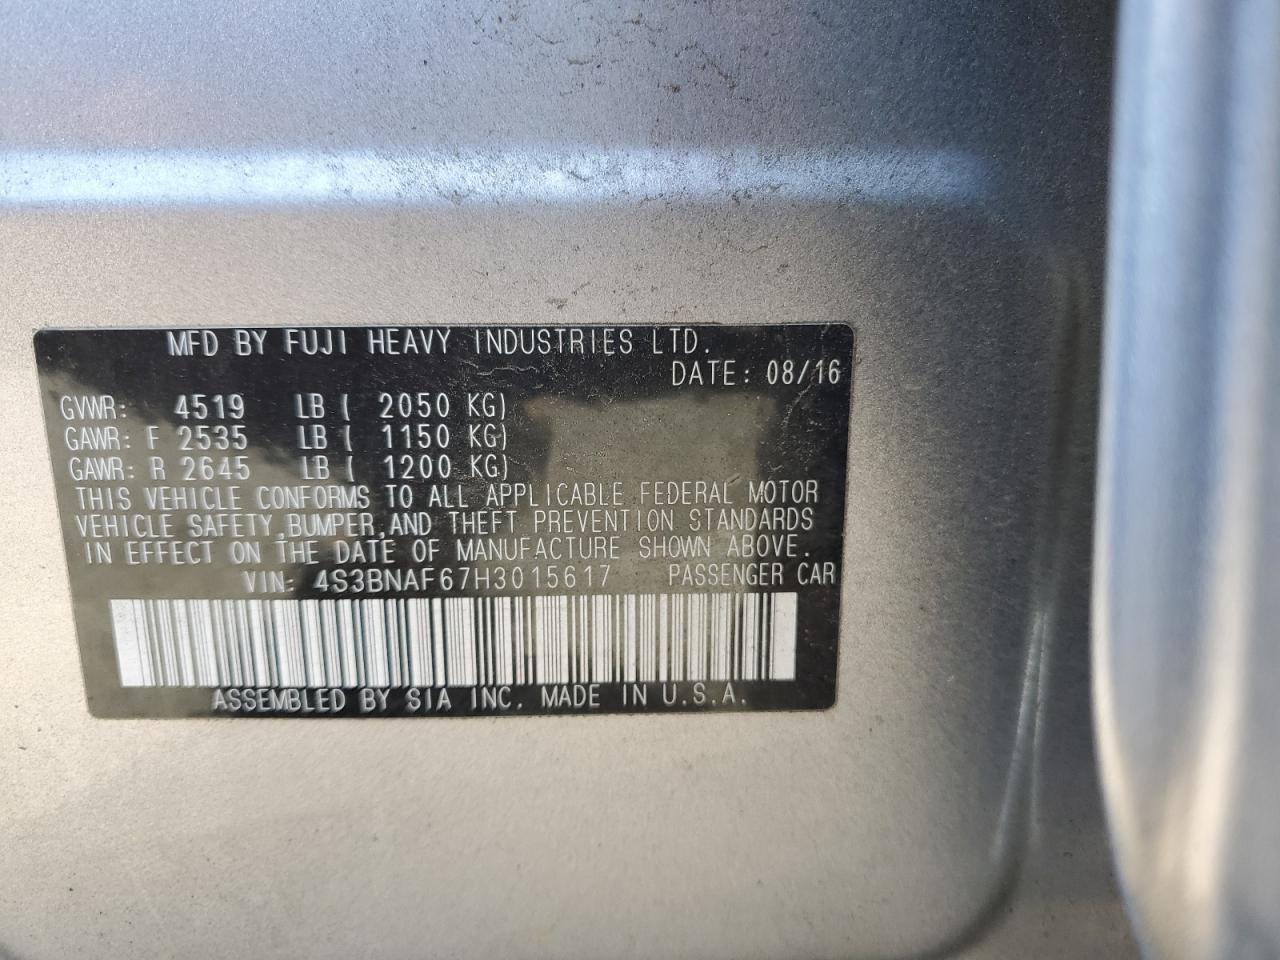 MFD BY FUJI HEAVY INDUSTRIES LTD.
DATE: 08/16
GVWR: 4519 LB ( 2050 KG)
GAWR: F 2535 LB ( 1150 KG)
GAWR: R 2645 LB ( 1200 KG)
THIS VEHICLE CONFORMS TO ALL APPLICABLE FEDERAL MOTOR
VEHICLE SAFETY,BUMPER,AND THEFT PREVENTION STANDARDS
IN EFFECT ON THE DATE OF MANUFACTURE SHOWN ABOVE.
VIN: 4S3BNAF67H3015617 PASSENGER CAR
ASSEMBLED BY SIA INC. MADE IN U.S.A.